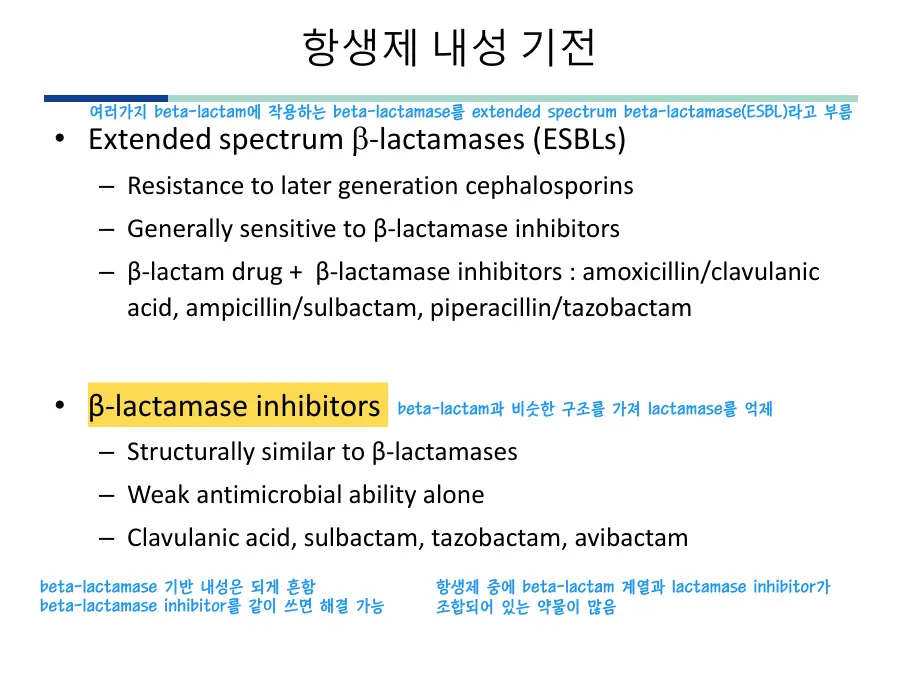 항생제 내성 기전
여러가지 beta-lactam에 작용하는 beta-lactamase를 extended spectrum beta-lactamase(ESBL)라고 부름
• Extended spectrum β-lactamases (ESBLs)
– Resistance to later generation cephalosporins
– Generally sensitive to β-lactamase inhibitors
– β-lactam drug + β-lactamase inhibitors : amoxicillin/clavulanic
acid, ampicillin/sulbactam, piperacillin/tazobactam
• β-lactamase inhibitors beta-lactam과 비슷한 구조를 가져 lactamase를 억제
– Structurally similar to β-lactamases
– Weak antimicrobial ability alone
– Clavulanic acid, sulbactam, tazobactam, avibactam
beta-lactamase 기반 내성은 되게 흔함
beta-lactamase inhibitor를 같이 쓰면 해결 가능
항생제 중에 beta-lactam 계열과 lactamase inhibitor가
조합되어 있는 약물이 많음